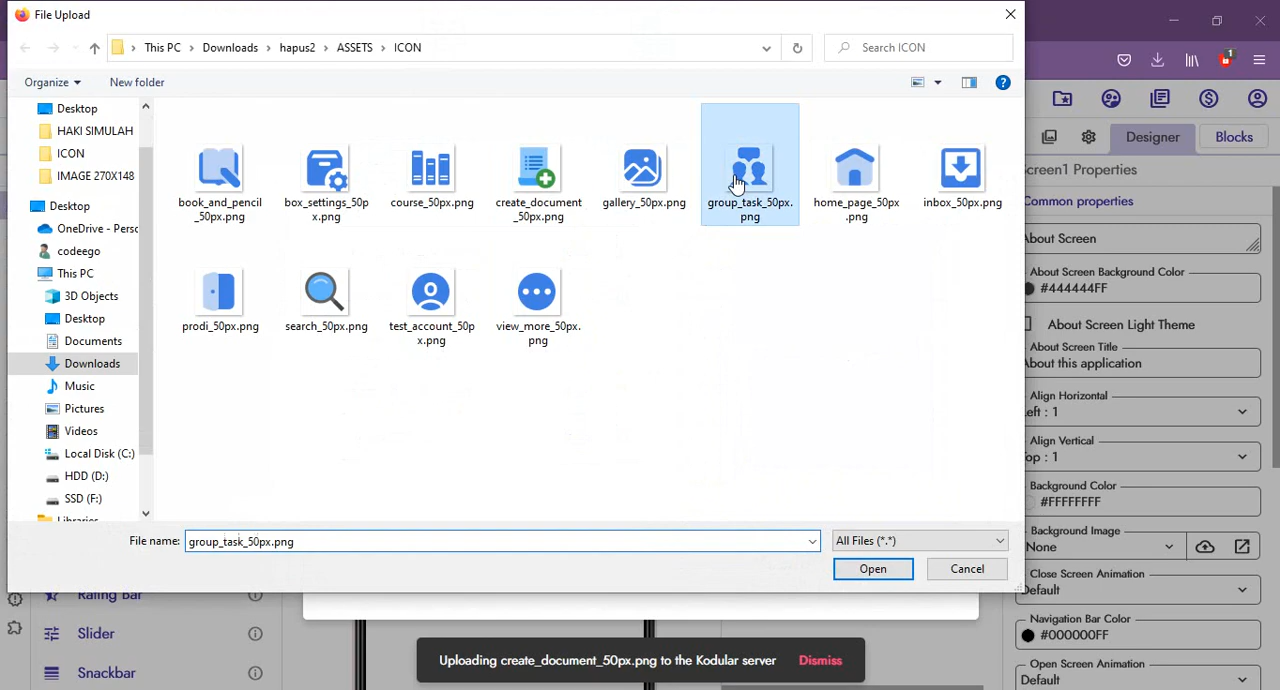 File Upload
This PC
Downloads
hapus2
ASSETS
ICON
Search ICON
Organize
New folder
Desktop
HAKI SIMULAH
ICON
IMAGE 270X148
Desktop
OneDrive - Perso
codeego
This PC
3D Objects
Desktop
Documents
Downloads
Music
Pictures
Videos
Local Disk (C:)
HDD (D:)
SSD (F:)
Libraries
book_and_pencil
_50px.png
box_settings_50p
x.png
course_50px.png
create_document
_50px.png
gallery_50px.png
group_task_50px.
png
home_page_50px
.png
inbox_50px.png
prodi_50px.png
search_50px.png
test_account_50p
x.png
view_more_50px.
png
File name:
group_task_50px.png
All Files (*.*)
Open
Cancel
1
Designer
Blocks
creen1 Properties
Common properties
About Screen
About Screen Background Color
#444444FF
About Screen Light Theme
About Screen Title
About this application
Align Horizontal
Left : 1
Align Vertical
Top : 1
Background Color
#FFFFFFFF
Background Image
None
Close Screen Animation
Default
Navigation Bar Color
#000000FF
Open Screen Animation
Default
Rating Bar
Slider
Snackbar
Uploading create_document_50px.png to the Kodular server
Dismiss